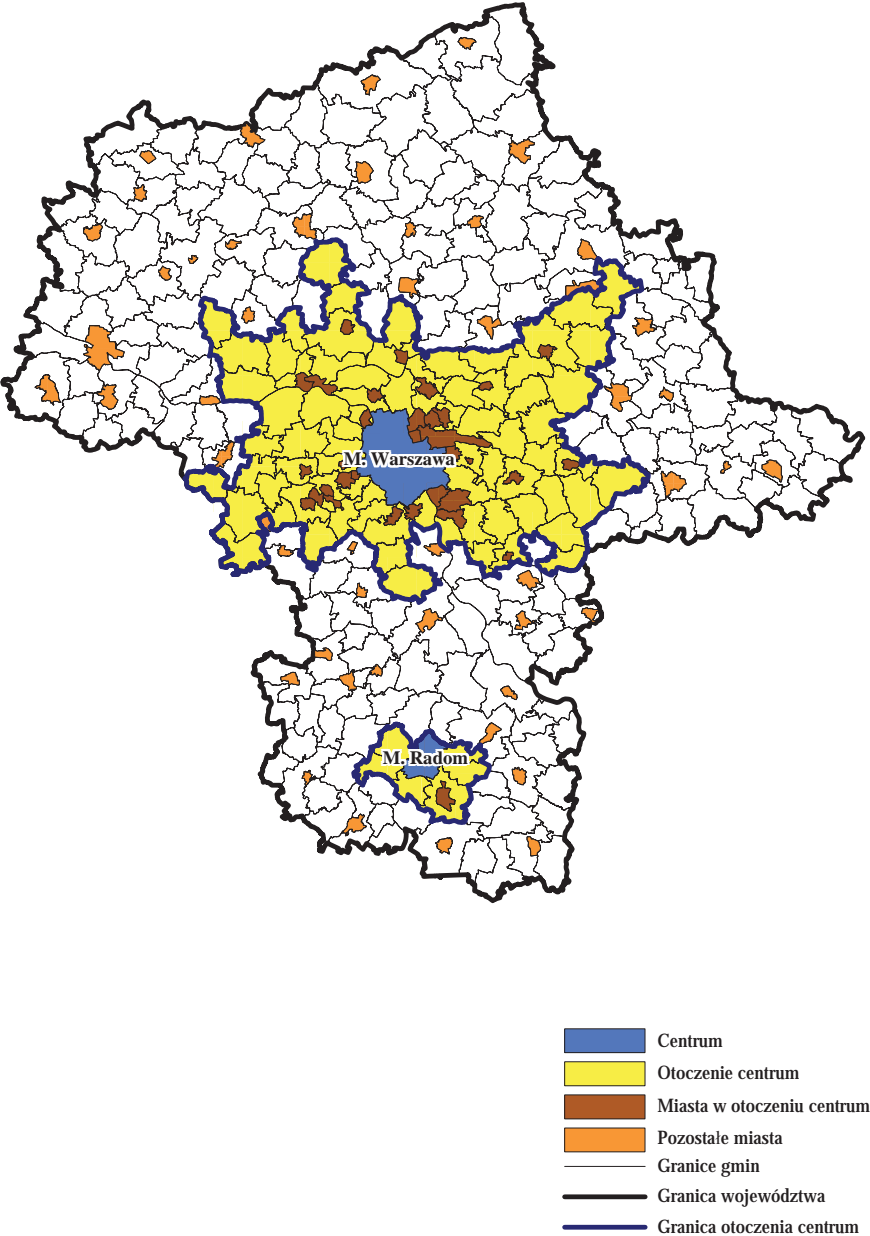 M. Warszawa
M. Radom
Centrum
Otoczenie centrum
Miasta w otoczeniu centrum
Pozostałe miasta
Granice gmin
Granica województwa
Granica otoczenia centrum